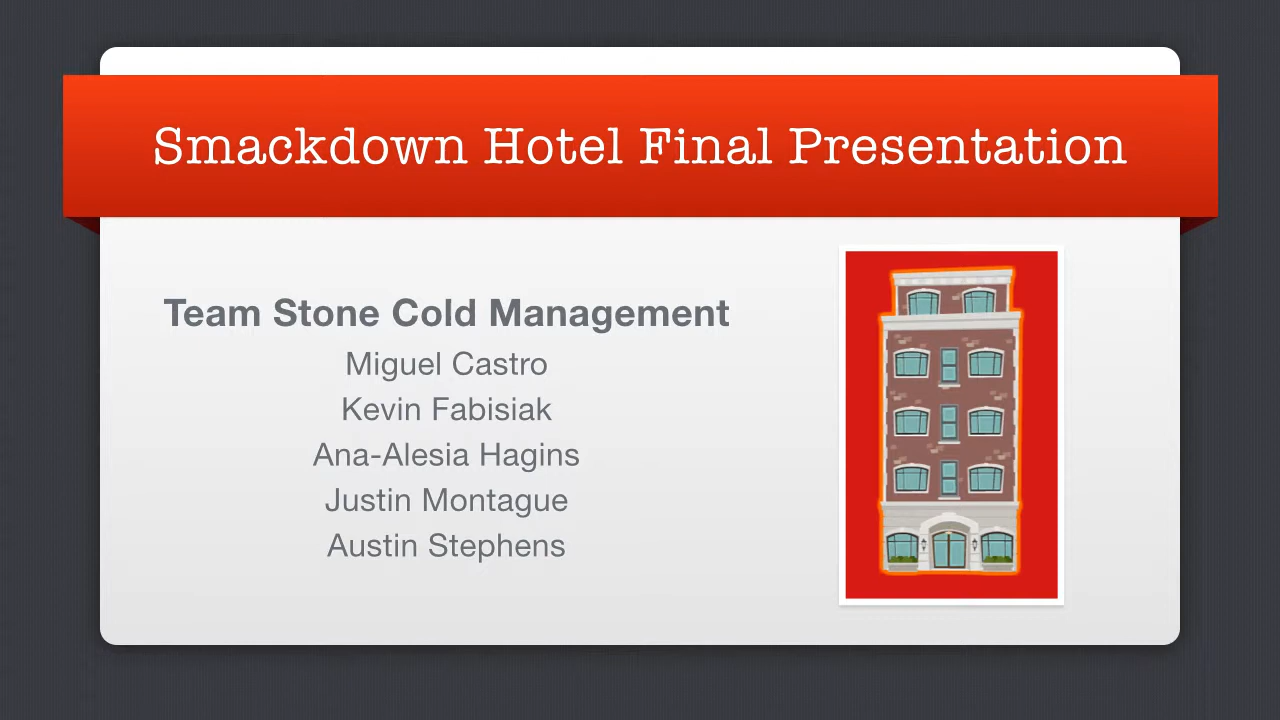 Smackdown Hotel Final Presentation
Team Stone Cold Management
Miguel Castro
Kevin Fabisiak
Ana-Alesia Hagins
Justin Montague
Austin Stephens